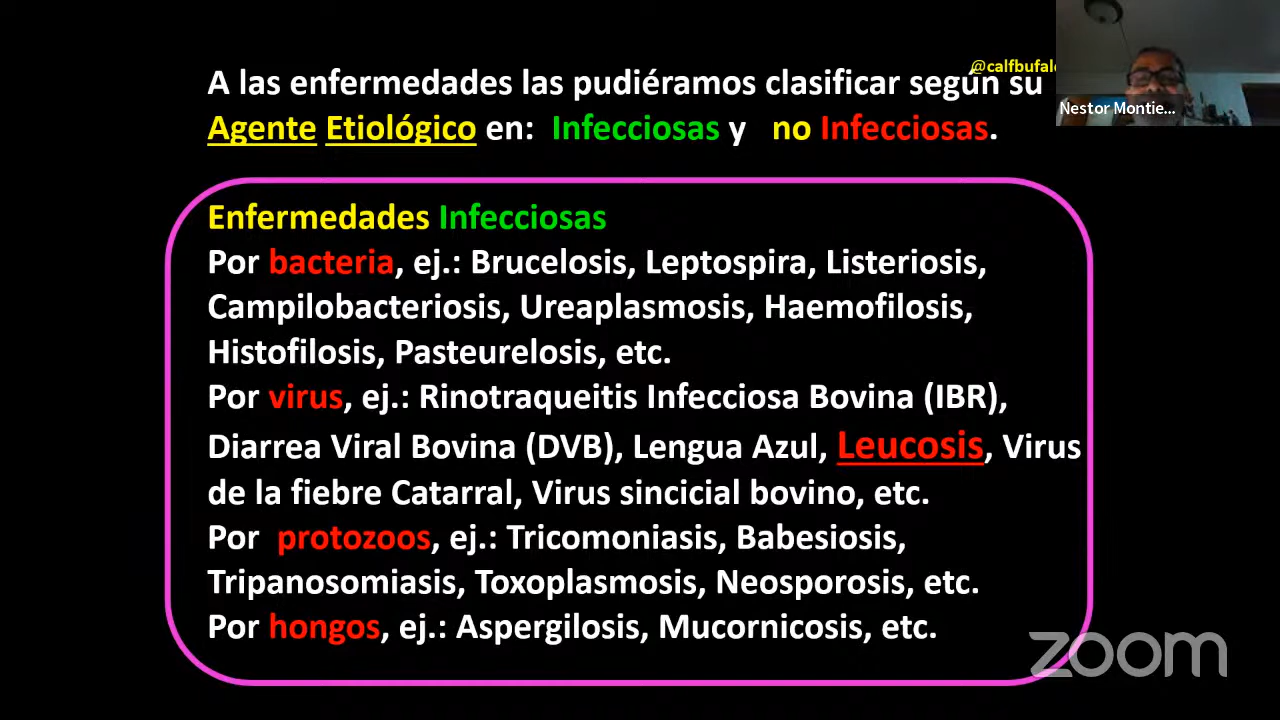 A las enfermedades las pudiéramos clasificar según su
Agente Etiológico en: Infecciosas y no Infecciosas.
@calfbufal
Nestor Montie...
Enfermedades Infecciosas
Por bacteria, ej.: Brucelosis, Leptospira, Listeriosis,
Campilobacteriosis, Ureaplasmosis, Haemofilosis,
Histofilosis, Pasteurelosis, etc.
Por virus, ej.: Rinotraqueitis Infecciosa Bovina (IBR),
Diarrea Viral Bovina (DVB), Lengua Azul, Leucosis, Virus
de la fiebre Catarral, Virus sincicial bovino, etc.
Por protozoos, ej.: Tricomoniasis, Babesiosis,
Tripanosomiasis, Toxoplasmosis, Neosporosis, etc.
Por hongos, ej.: Aspergilosis, Mucornicosis, etc.
zoom